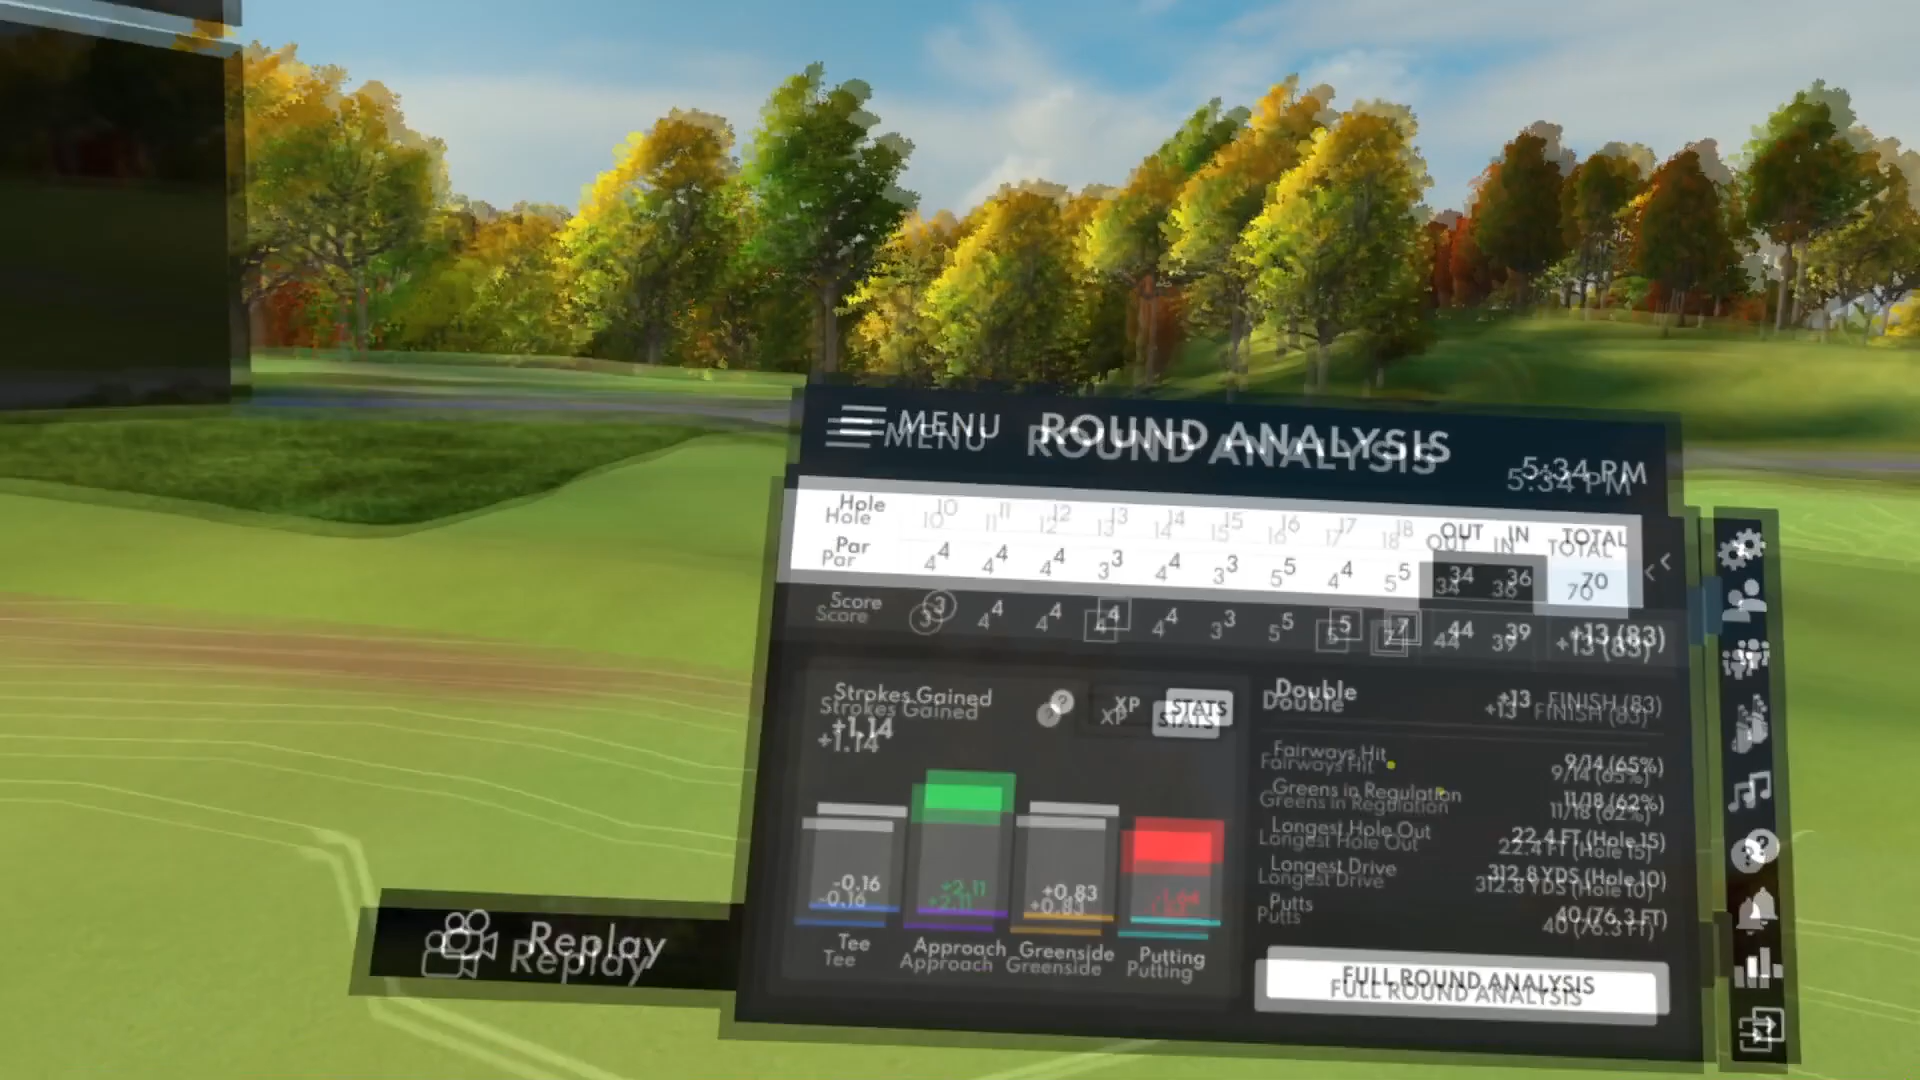 MENU ROUND ANALYSIS 5:34 PM
Hole 10 11 12 13 14 15 16 17 18 OUT IN TOTAL
Par 4 4 4 3 4 3 5 4 5 34 36 70
Score 3 4 4 4 4 3 5 5 7 44 39 +13 (83)
Strokes Gained ? XP STATS
+1.14
-0.16 +2.11 +0.83
Tee Approach Greenside Putting
Double +13 FINISH (83)
Fairways Hit 9/14 (65%)
Greens in Regulation 11/18 (62%)
Longest Hole Out 22.4 FT (Hole 15)
Longest Drive 312.8 YDS (Hole 10)
Putts 40 (76.3 FT)
FULL ROUND ANALYSIS
Replay